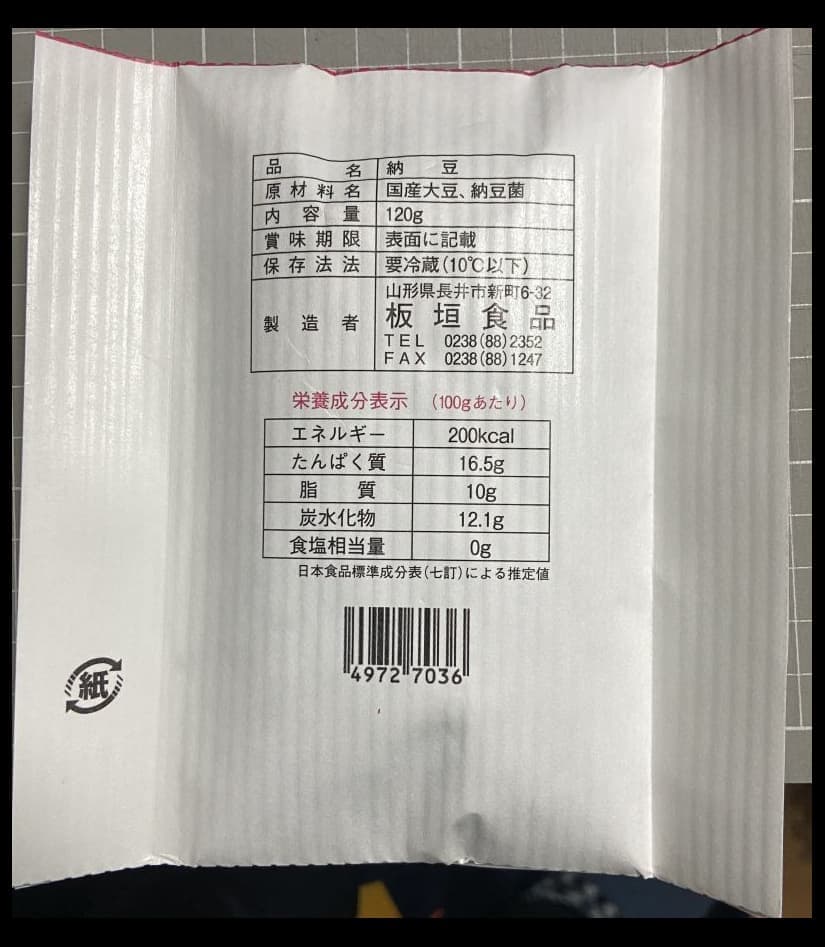 品名 納豆
原材料名 国産大豆、納豆菌
内容量 120g
賞味期限 表面に記載
保存法法 要冷蔵(10℃以下)
製造者 山形県長井市新町6-32
板垣食品
TEL 0238(88)2352
FAX 0238(88)1247
栄養成分表示 (100gあたり)
エネルギー 200kcal
たんぱく質 16.5g
脂質 10g
炭水化物 12.1g
食塩相当量 0g
日本食品標準成分表(七訂)による推定値
4972 7036
紙